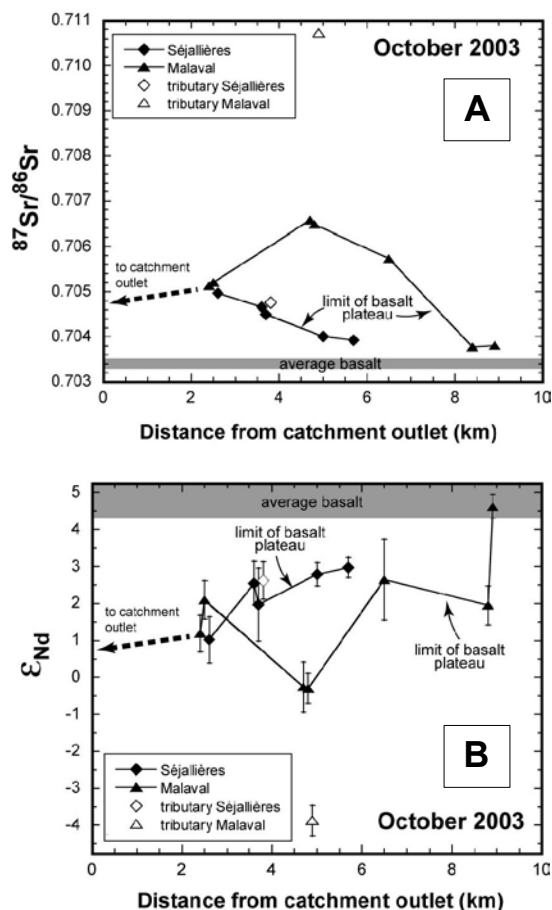 0.711
0.710
0.709
0.708
0.707
0.706
0.705
0.704
0.703
87Sr/86Sr
Séjallières
Malaval
tributary Séjallières
tributary Malaval
October 2003
A
to catchment
outlet
limit of basalt
plateau
average basalt
0 2 4 6 8 10
Distance from catchment outlet (km)
5
4
3
2
1
0
-1
-2
-3
-4
εNd
average basalt
limit of basalt
plateau
to catchment
outlet
limit of basalt
plateau
B
Séjallières
Malaval
tributary Séjallières
tributary Malaval
October 2003
0 2 4 6 8 10
Distance from catchment outlet (km)